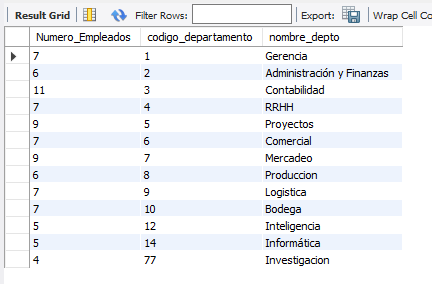 Result Grid Filter Rows: Export: Wrap Cell Co
Numero_Empleados codigo_departamento nombre_depto
7 1 Gerencia
6 2 Administración y Finanzas
11 3 Contabilidad
7 4 RRHH
9 5 Proyectos
7 6 Comercial
9 7 Mercadeo
6 8 Produccion
7 9 Logistica
7 10 Bodega
5 12 Inteligencia
5 14 Informática
4 77 Investigacion